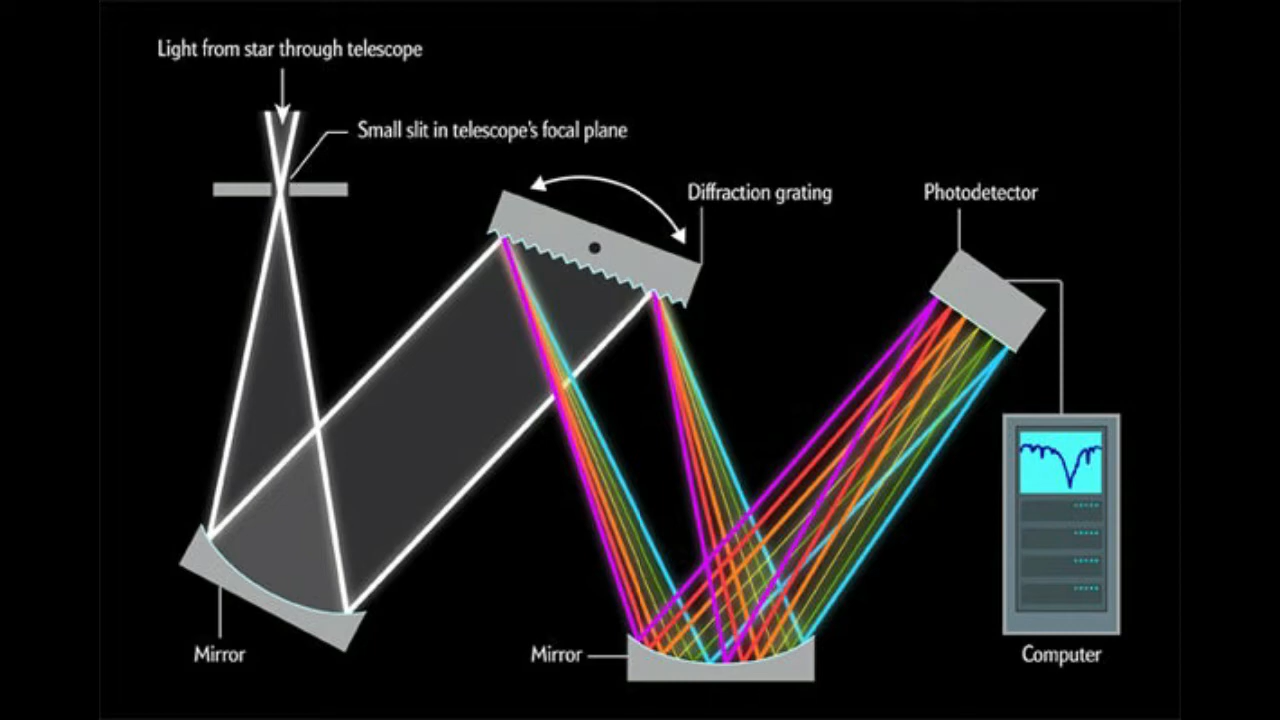 Light from star through telescope
Small slit in telescope's focal plane
Diffraction grating
Photodetector
Mirror
Mirror
Computer